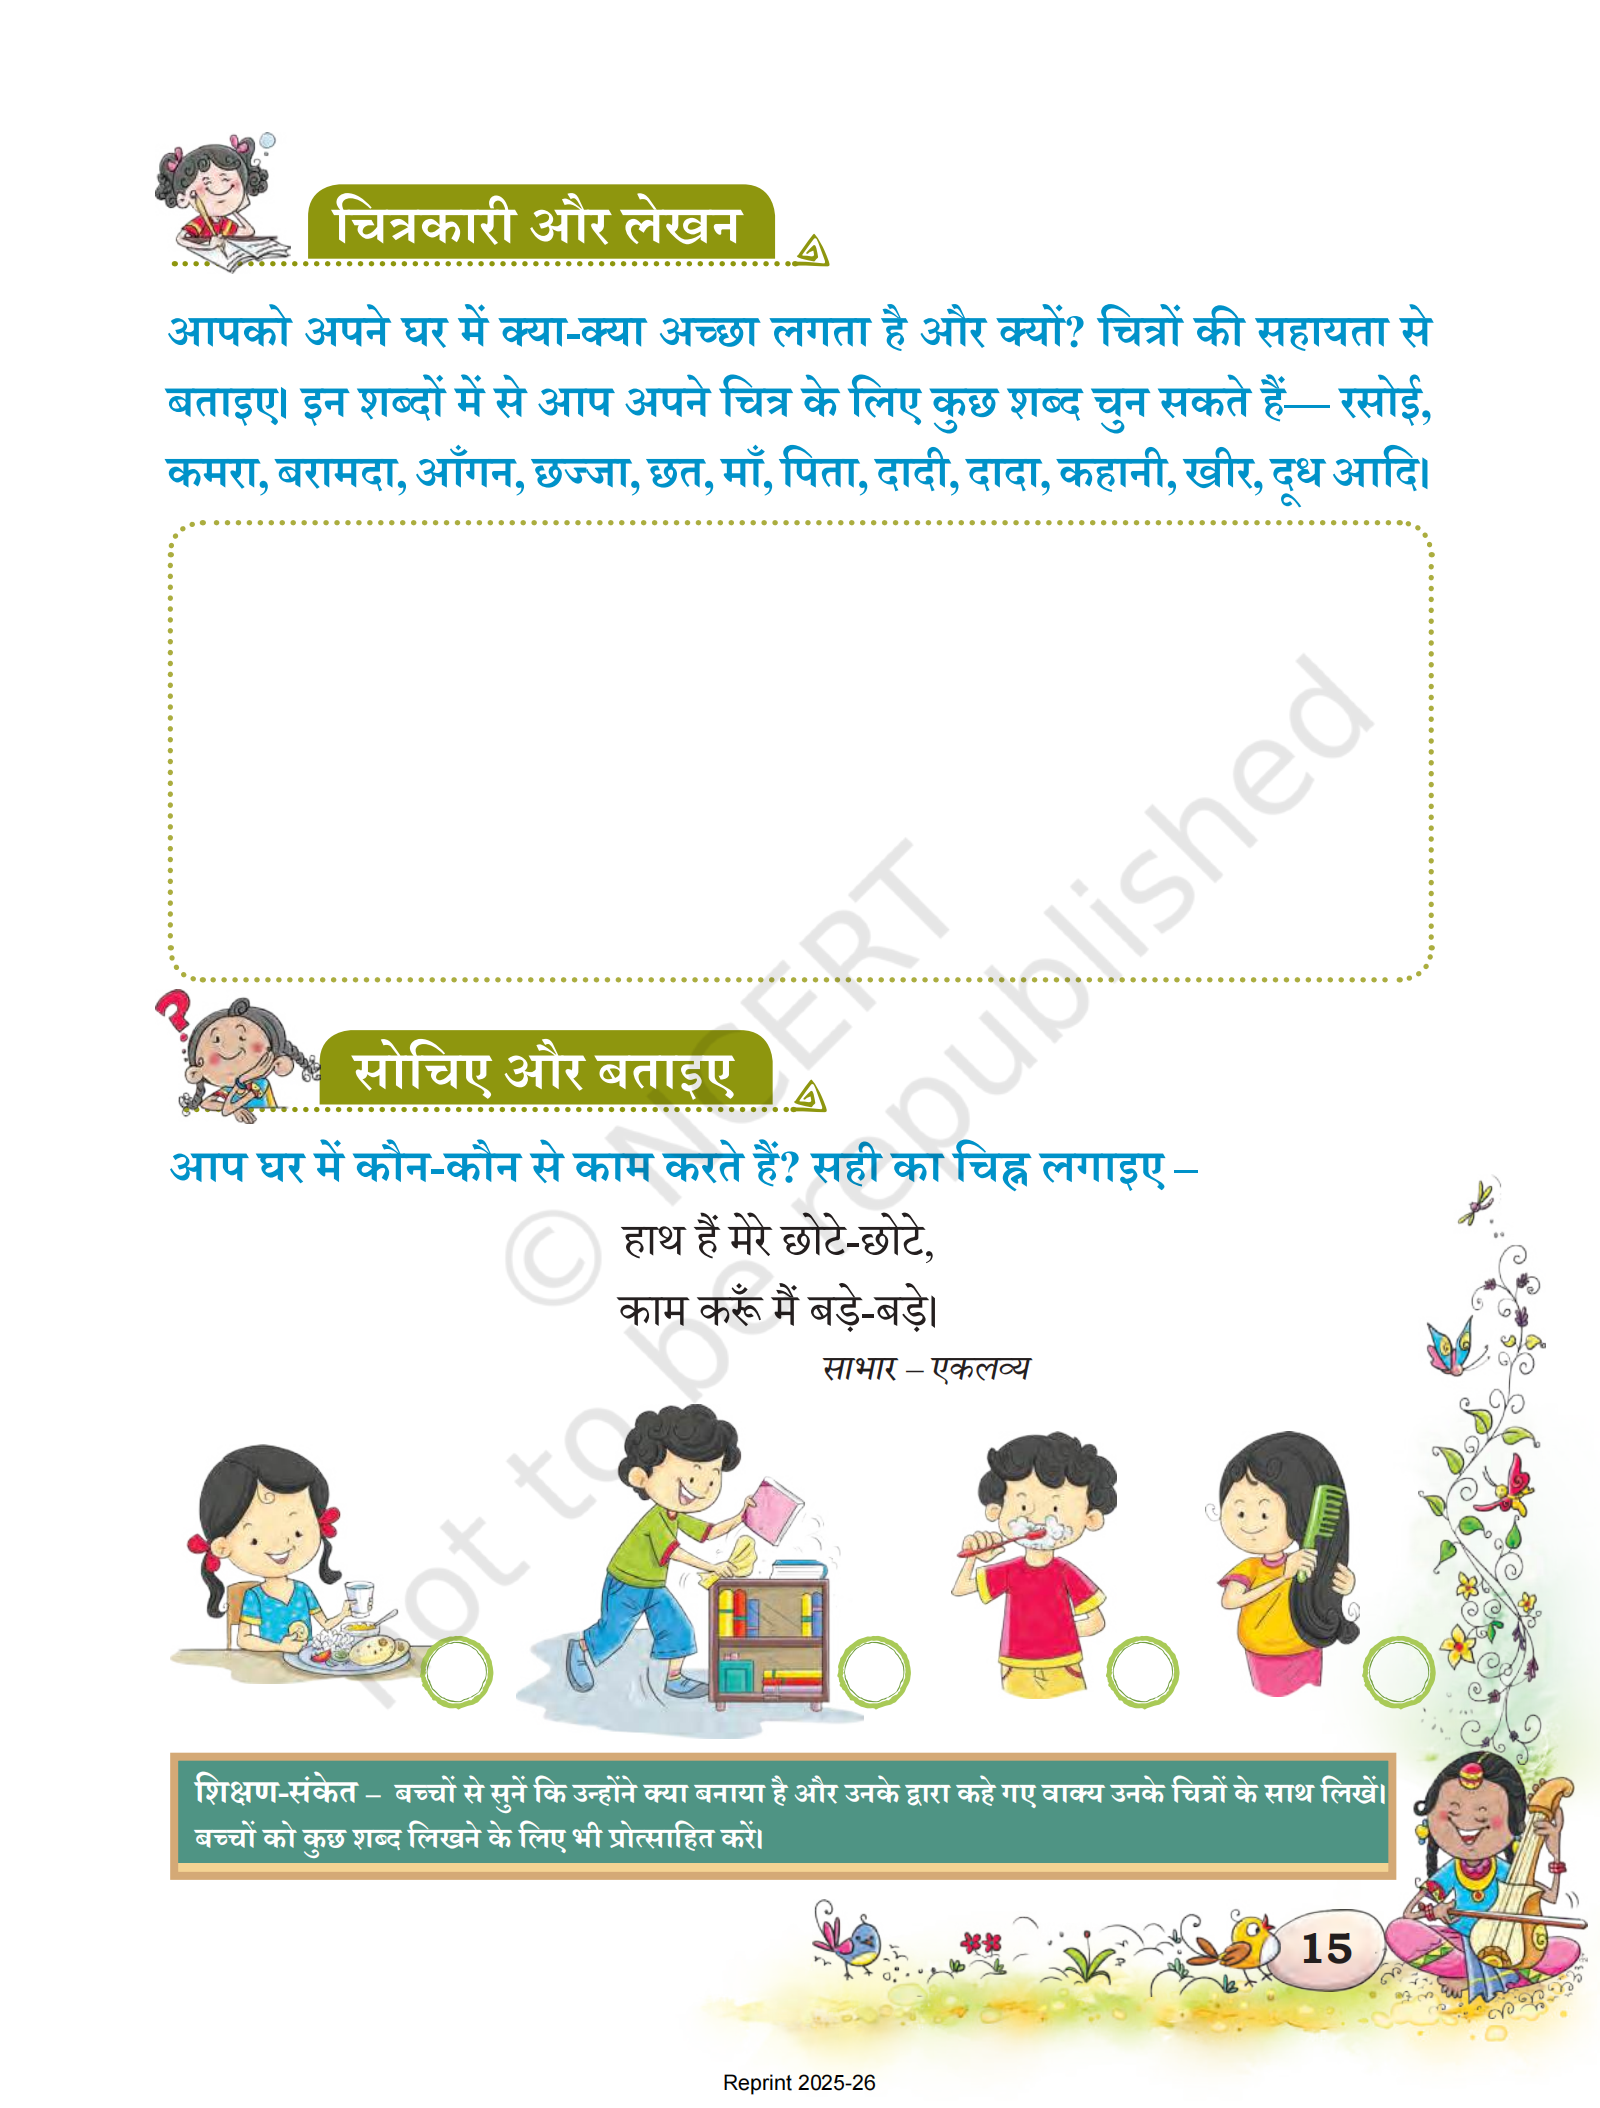 चित्रकारी और लेखन
आपको अपने घर में क्या-क्या अच्छा लगता है और क्यों? चित्रों की सहायता से
बताइए। इन शब्दों में से आप अपने चित्र के लिए कुछ शब्द चुन सकते हैं— रसोई,
कमरा, बरामदा, आँगन, छज्जा, छत, माँ, पिता, दादी, दादा, कहानी, खीर, दूध आदि।
सोचिए और बताइए
आप घर में कौन-कौन से काम करते हैं? सही का चिह्न लगाइए –
हाथ हैं मेरे छोटे-छोटे,
काम करूँ मैं बड़े-बड़े।
साभार – एकलव्य
शिक्षण-संकेत – बच्चों से सुनें कि उन्होंने क्या बनाया है और उनके द्वारा कहे गए वाक्य उनके चित्रों के साथ लिखें।
बच्चों को कुछ शब्द लिखने के लिए भी प्रोत्साहित करें।
15
Reprint 2025-26
© NCERT
not to be republished